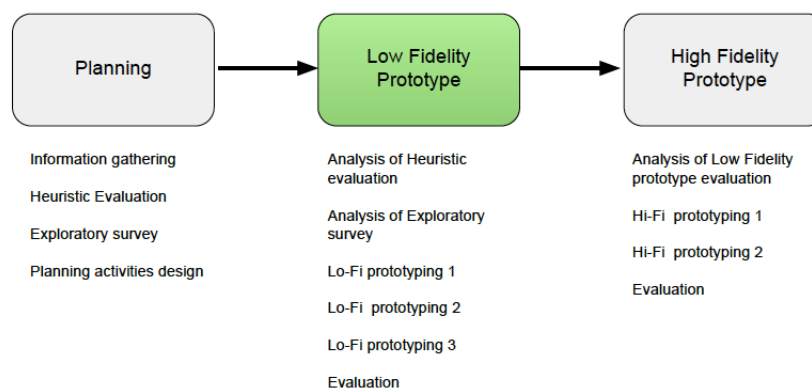 Planning
Low Fidelity
Prototype
High Fidelity
Prototype
Information gathering
Heuristic Evaluation
Exploratory survey
Planning activities design
Analysis of Heuristic
evaluation
Analysis of Exploratory
survey
Lo-Fi prototyping 1
Lo-Fi prototyping 2
Lo-Fi prototyping 3
Evaluation
Analysis of Low Fidelity
prototype evaluation
Hi-Fi prototyping 1
Hi-Fi prototyping 2
Evaluation